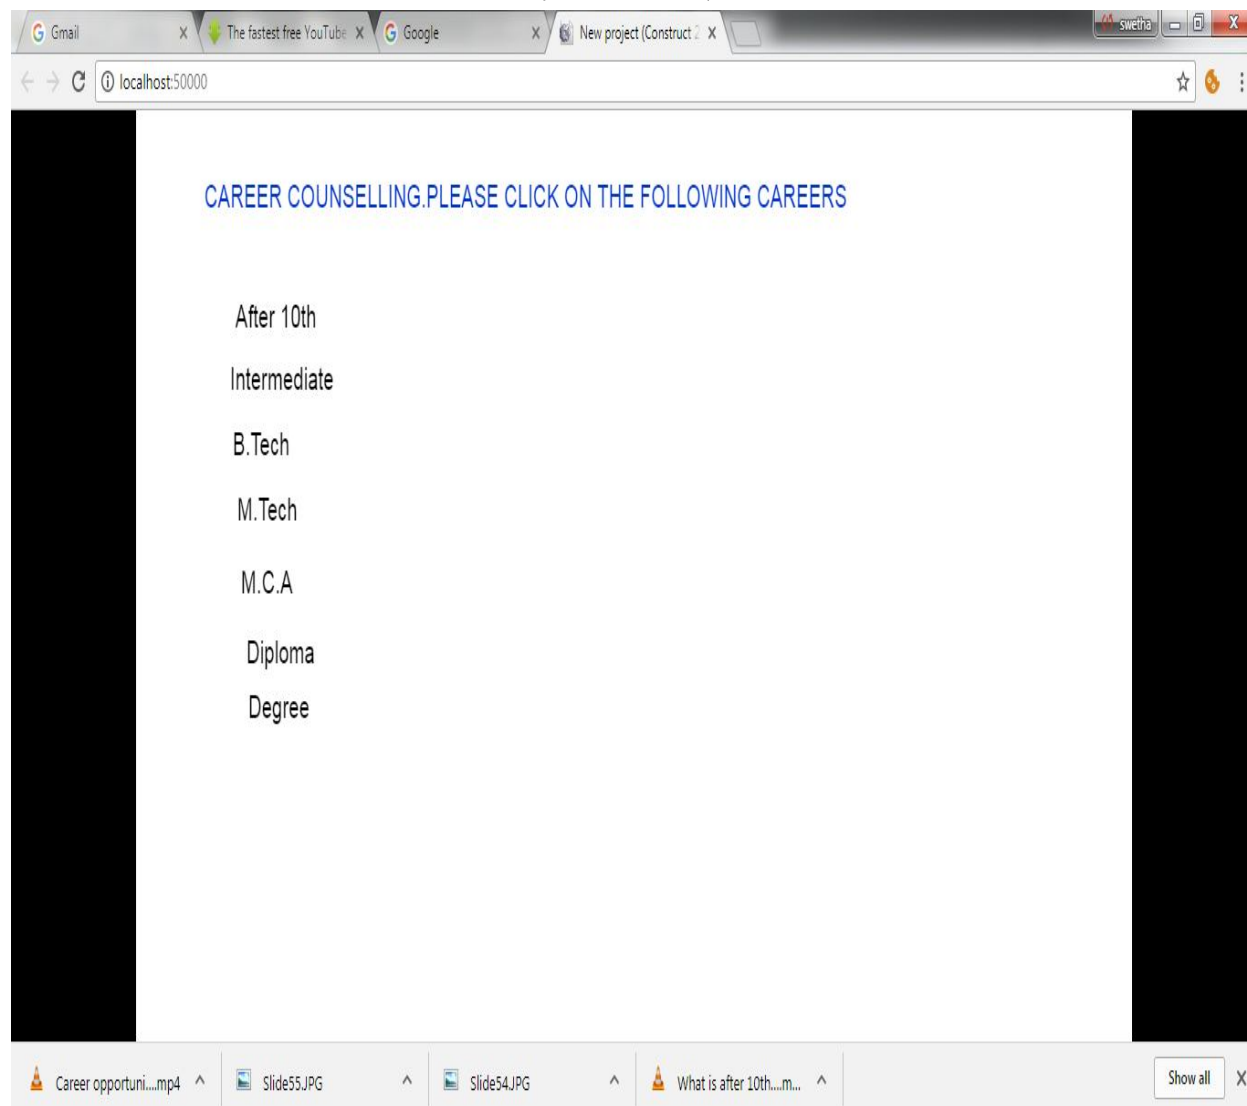 Gmail
The fastest free YouTube
Google
New project (Construct 2
swetha
localhost:50000
CAREER COUNSELLING.PLEASE CLICK ON THE FOLLOWING CAREERS
After 10th
Intermediate
B.Tech
M.Tech
M.C.A
Diploma
Degree
Career opportuni....mp4
Slide55.JPG
Slide54.JPG
What is after 10th....m...
Show all